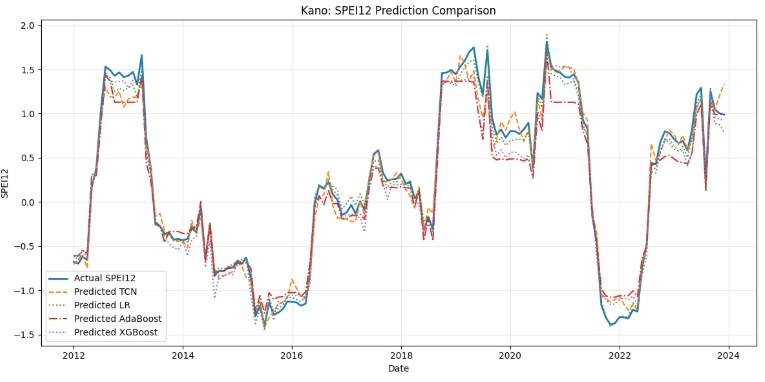 Kano: SPEI12 Prediction Comparison
2.0
1.5
1.0
0.5
0.0
−0.5
−1.0
−1.5
SPEI12
Actual SPEI12
Predicted TCN
Predicted LR
Predicted AdaBoost
Predicted XGBoost
2012 2014 2016 2018 2020 2022 2024
Date